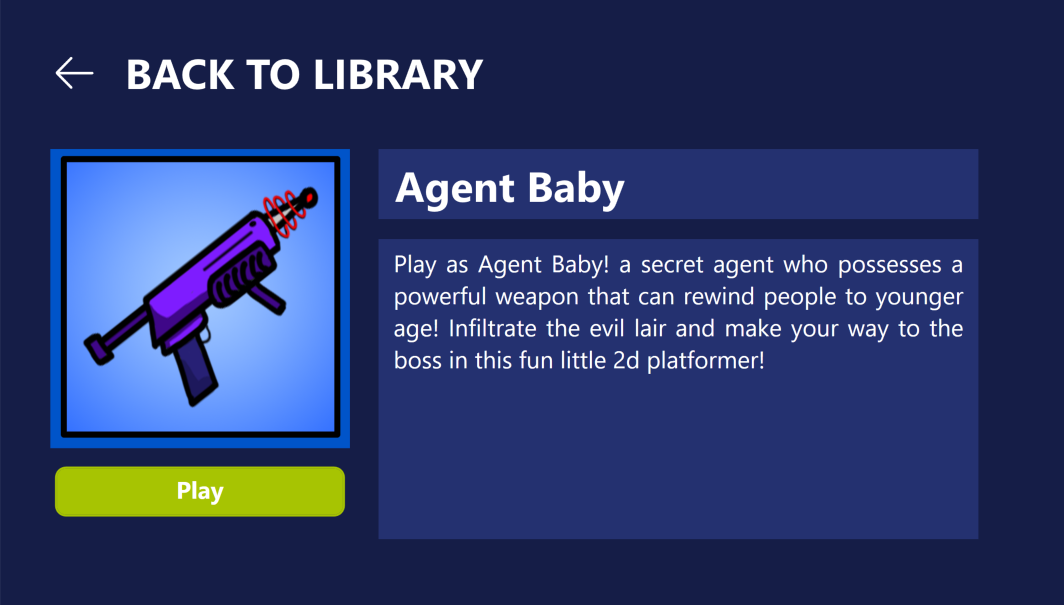 BACK TO LIBRARY
Agent Baby
Play as Agent Baby! a secret agent who possesses a
powerful weapon that can rewind people to younger
age! Infiltrate the evil lair and make your way to the
boss in this fun little 2d platformer!
Play